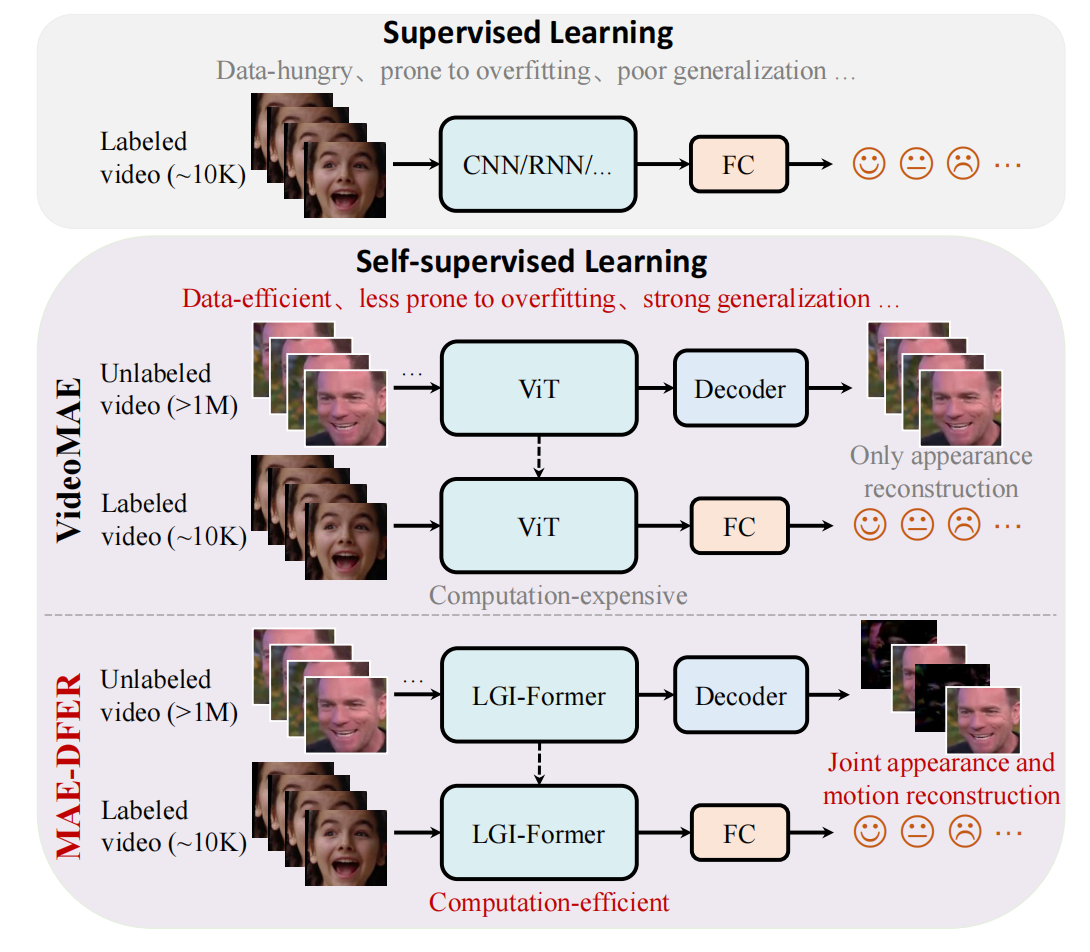 Supervised Learning
Data-hungry、prone to overfitting、poor generalization …
Labeled
video (~10K)
CNN/RNN/...
FC
…
Self-supervised Learning
Data-efficient、less prone to overfitting、strong generalization …
VideoMAE
Unlabeled
video (>1M)
…
ViT
Decoder
Only appearance
reconstruction
Labeled
video (~10K)
ViT
FC
…
Computation-expensive
MAE-DFER
Unlabeled
video (>1M)
…
LGI-Former
Decoder
Joint appearance and
motion reconstruction
Labeled
video (~10K)
LGI-Former
FC
…
Computation-efficient